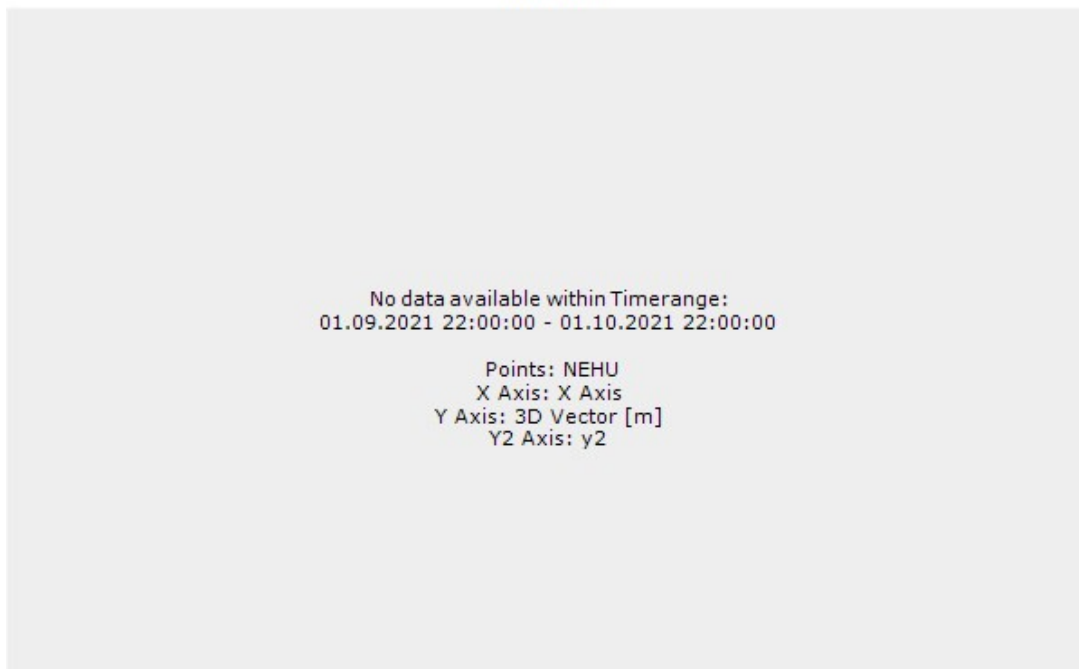 No data available within Timerange:
01.09.2021 22:00:00 - 01.10.2021 22:00:00
Points: NEHU
X Axis: X Axis
Y Axis: 3D Vector [m]
Y2 Axis: y2